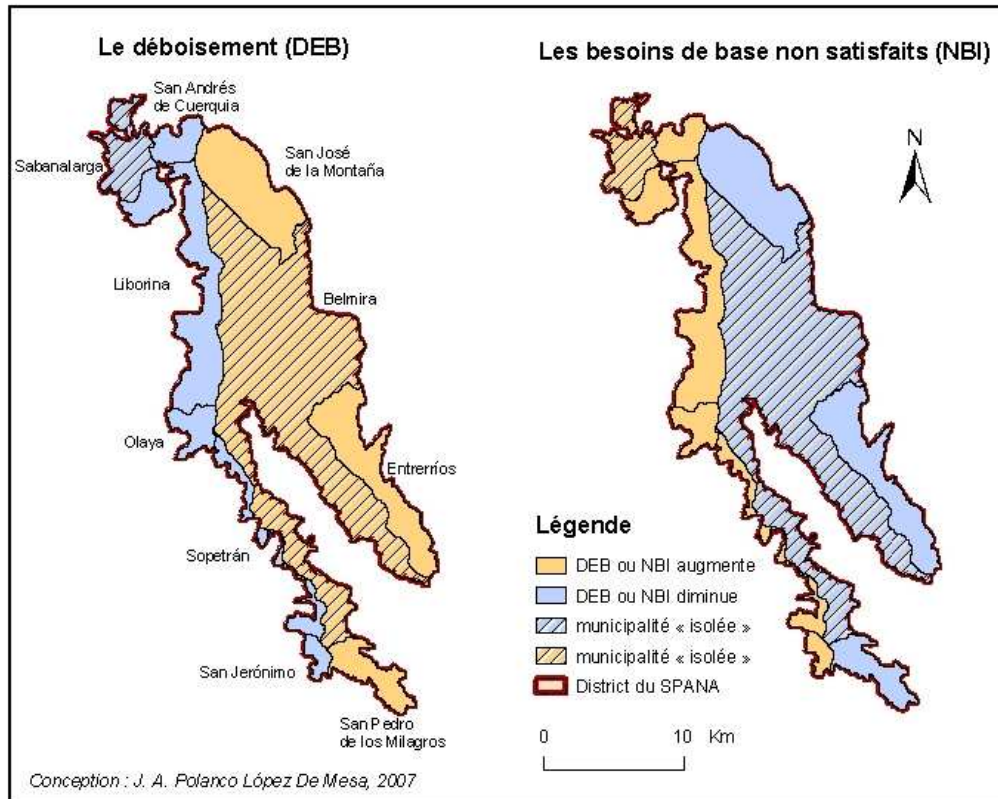 Le déboisement (DEB)
Les besoins de base non satisfaits (NBI)
San Andrés
de Cuerquia
San José
de la Montaña
Sabanalarga
Liborina
Belmira
Olaya
Entrerríos
Sopetrán
San Jerónimo
San Pedro
de los Milagros
N
Légende
DEB ou NBI augmente
DEB ou NBI diminue
municipalité « isolée »
municipalité « isolée »
District du SPANA
0 10 Km
Conception : J. A. Polanco López De Mesa, 2007